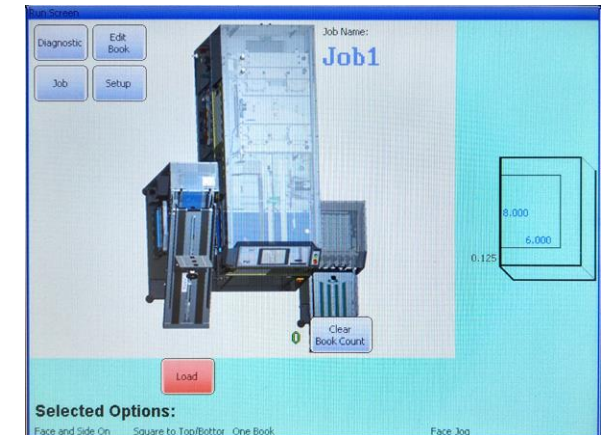 Run Screen
Diagnostic
Edit
Book
Job Name:
Job1
Job
Setup
8.000
6.000
0.125
0
Clear
Book Count
Load
Selected Options:
Face and Side On Square to Top/Bottor One Book Face Jog